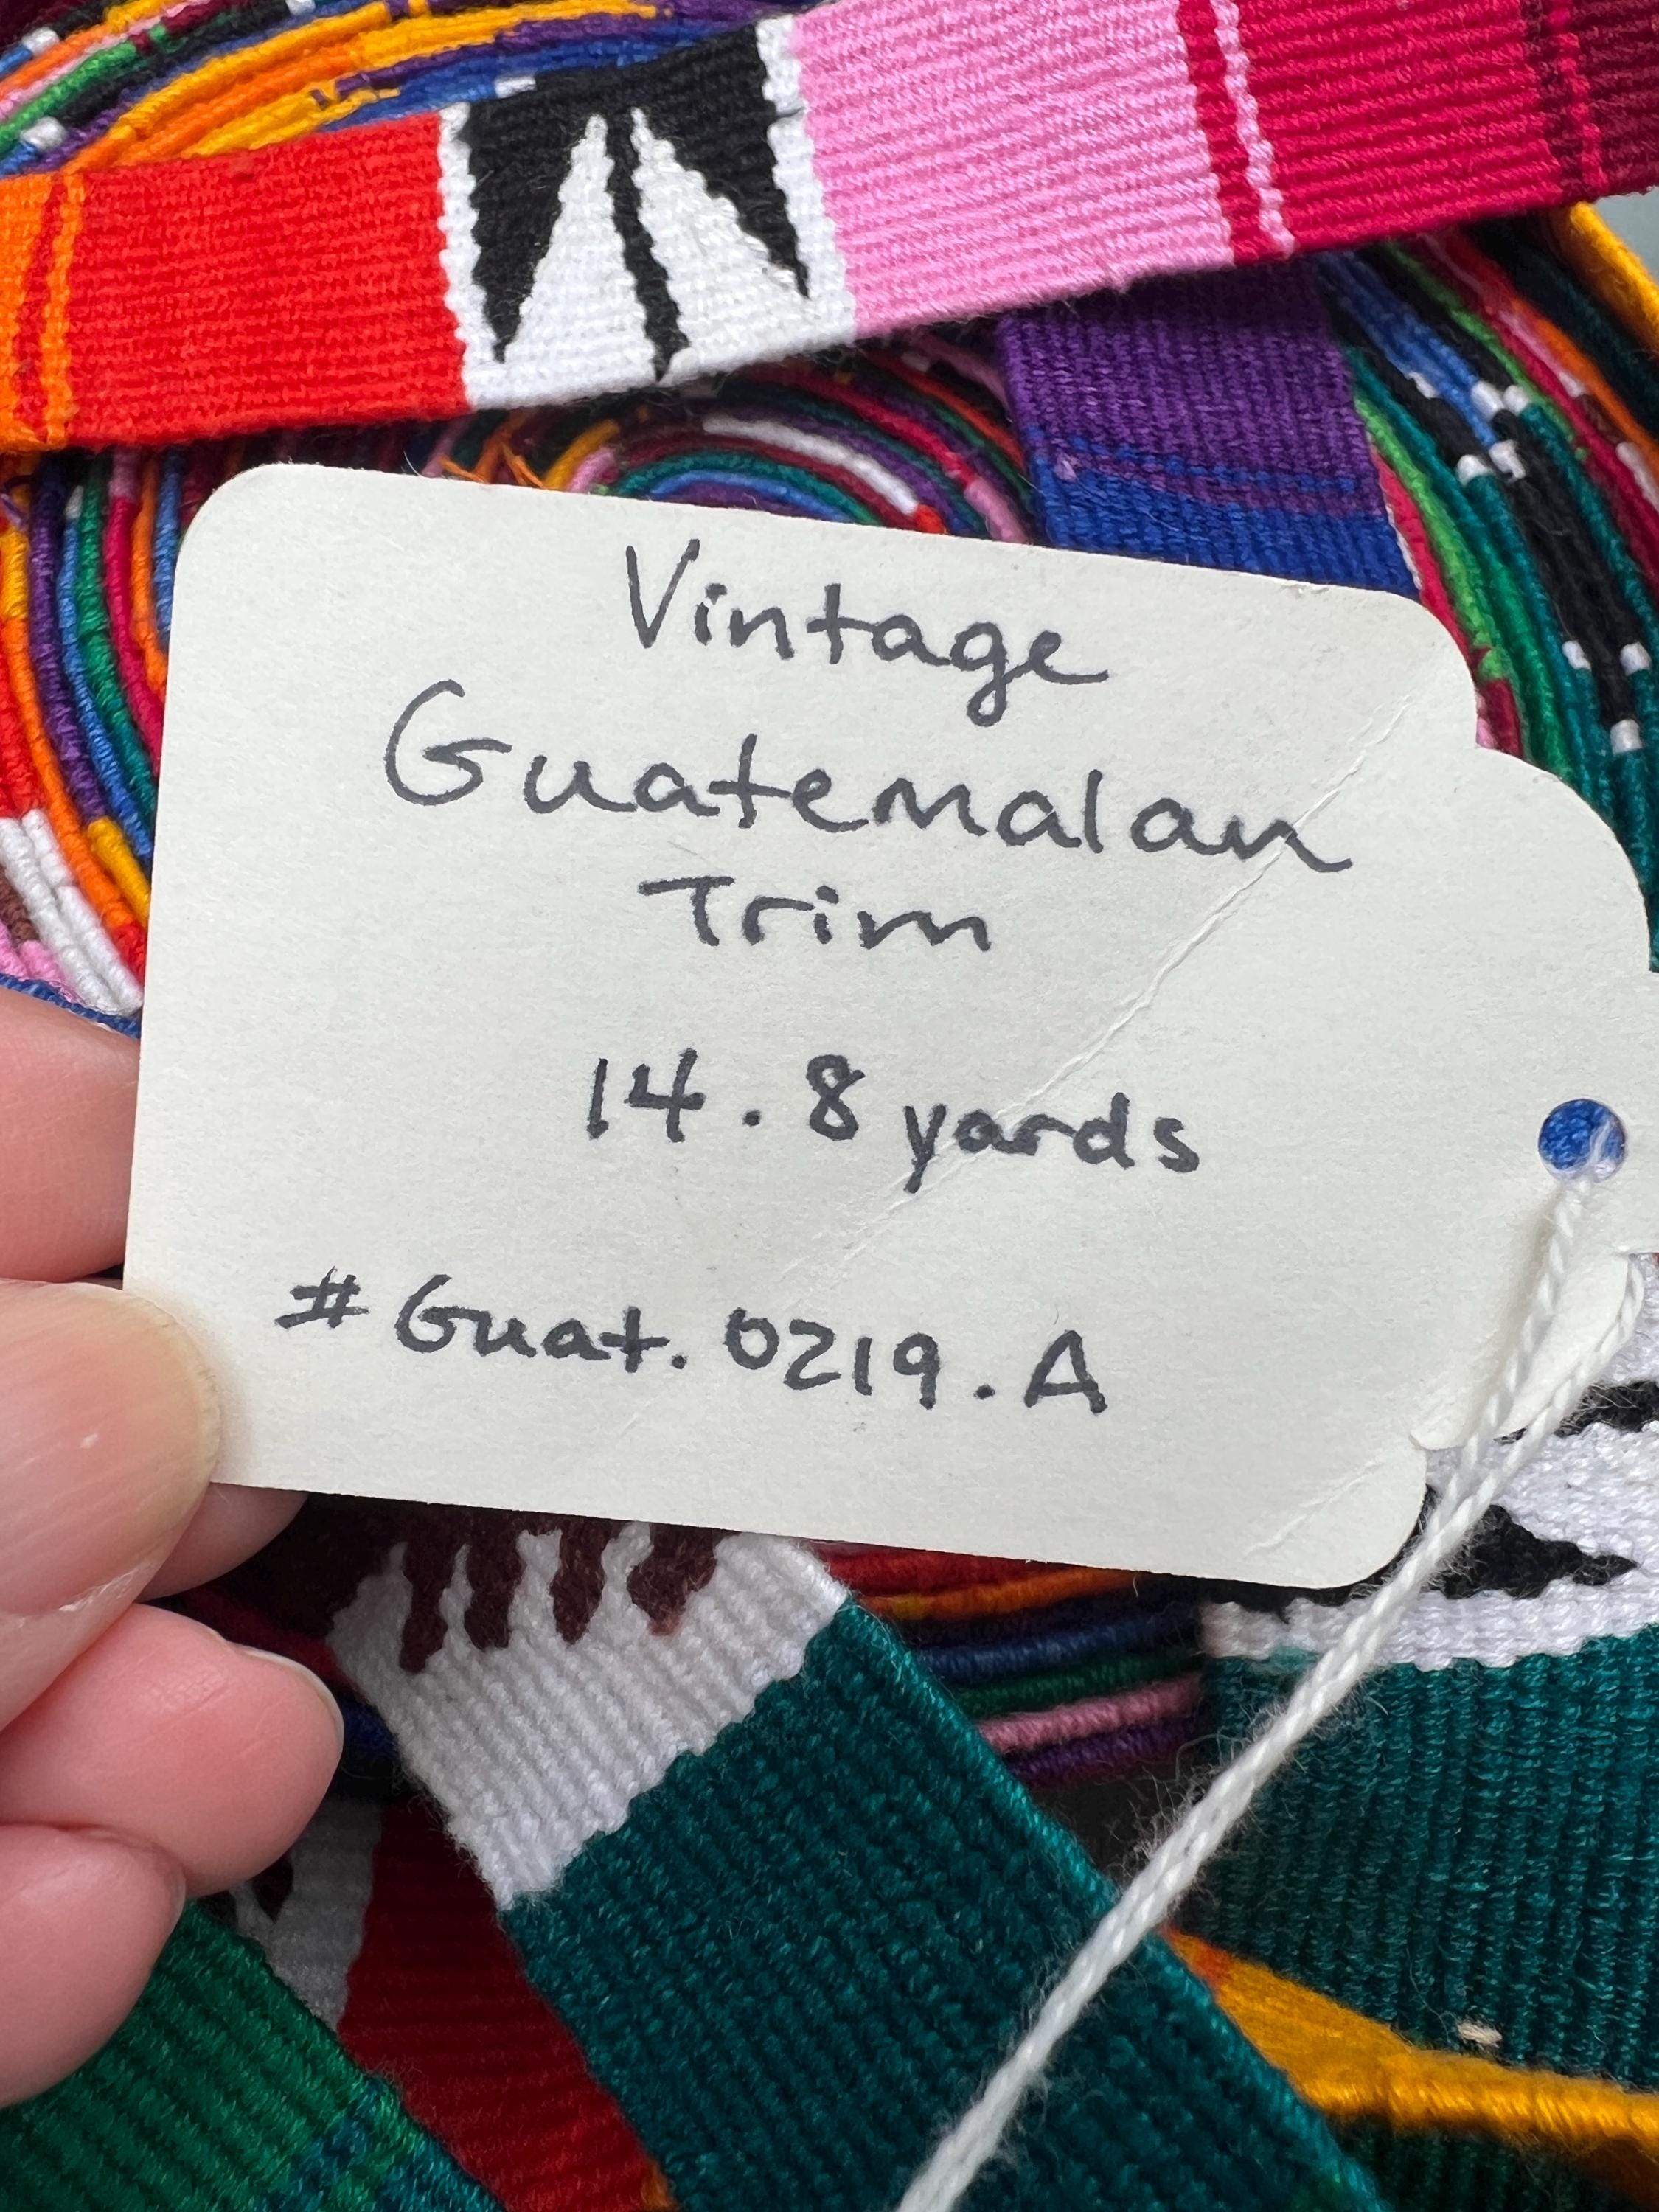 Vintage
Guatemalan
Trim
14.8 yards
# Guat. 0219. A